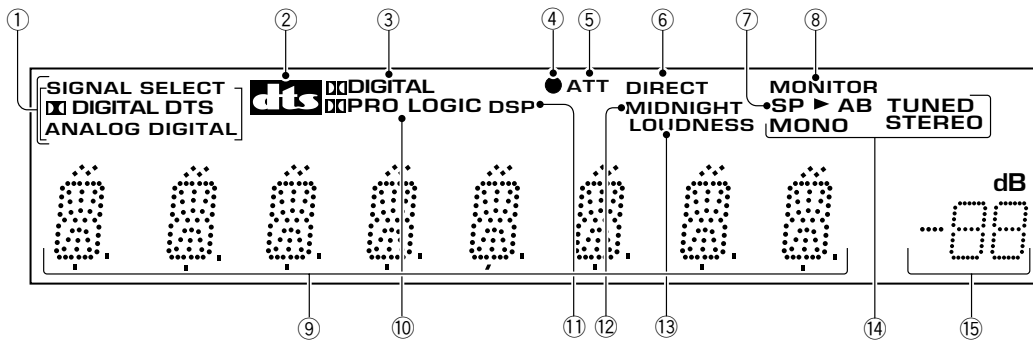 ① ② ③ ④ ⑤ ⑥ ⑦ ⑧
SIGNAL SELECT
DIGITAL DTS
ANALOG DIGITAL
dts
DIGITAL
PRO LOGIC DSP
ATT
DIRECT
MIDNIGHT
LOUDNESS
MONITOR
SP ► AB TUNED
MONO STEREO
dB
-88
⑨ ⑩ ⑪ ⑫ ⑬ ⑭ ⑮